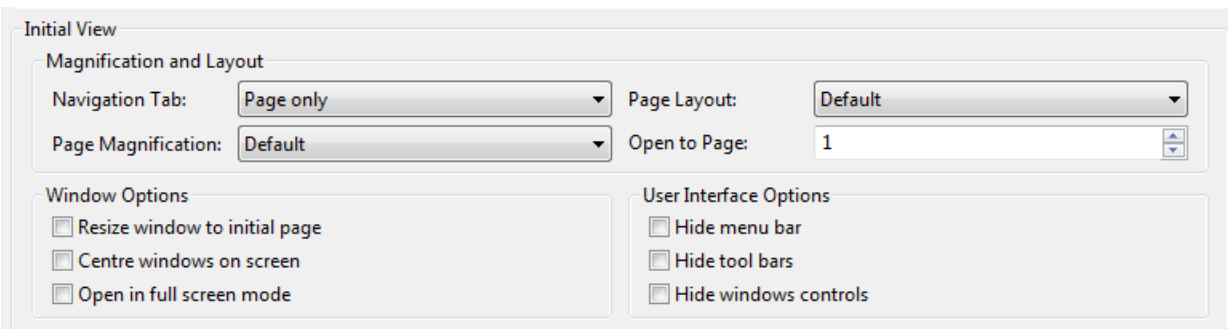 Initial View
Magnification and Layout
Navigation Tab: Page only Page Layout: Default
Page Magnification: Default Open to Page: 1
Window Options User Interface Options
Resize window to initial page Hide menu bar
Centre windows on screen Hide tool bars
Open in full screen mode Hide windows controls